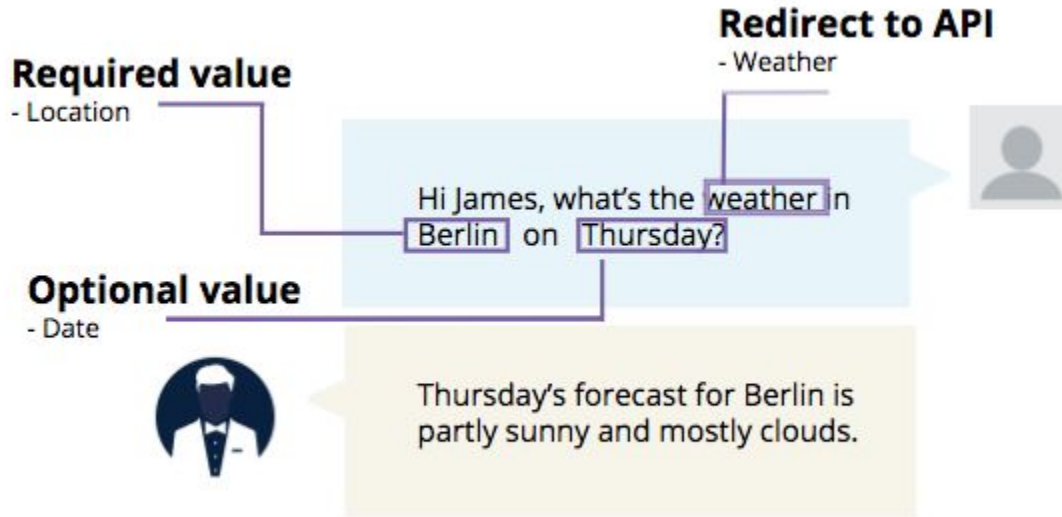 Redirect to API
- Weather
Required value
- Location
Hi James, what's the weather in
Berlin on Thursday?
Optional value
- Date
Thursday's forecast for Berlin is
partly sunny and mostly clouds.